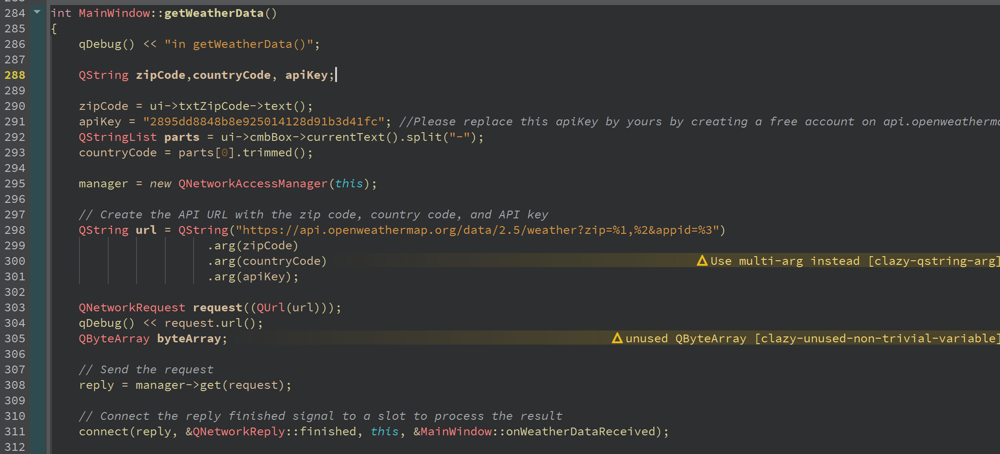 284 int MainWindow::getWeatherData()
285 {
286 qDebug() << "in getWeatherData()";
287
288 QString zipCode,countryCode, apiKey;
289
290 zipCode = ui->txtZipCode->text();
291 apiKey = "2895dd8848b8e925014128d91b3d41fc"; //Please replace this apiKey by yours by creating a free account on
292 QStringList parts = ui->cmbBox->currentText().split("-");
293 countryCode = parts[0].trimmed();
294
295 manager = new QNetworkAccessManager(this);
296
297 // Create the API URL with the zip code, country code, and API key
298 QString url = QString("https://api.openweathermap.org/data/2.5/weather?zip=%1,%2&appid=%3")
299 .arg(zipCode)
300 .arg(countryCode) Use multi-arg instead [clazy-qstring-arg]
301 .arg(apiKey);
302
303 QNetworkRequest request((QUrl(url)));
304 qDebug() << request.url();
305 QByteArray byteArray; unused QByteArray [clazy-unused-non-trivial-variable]
306
307 // Send the request
308 reply = manager->get(request);
309
310 // Connect the reply finished signal to a slot to process the result
311 connect(reply, &QNetworkReply::finished, this, &MainWindow::onWeatherDataReceived);
312